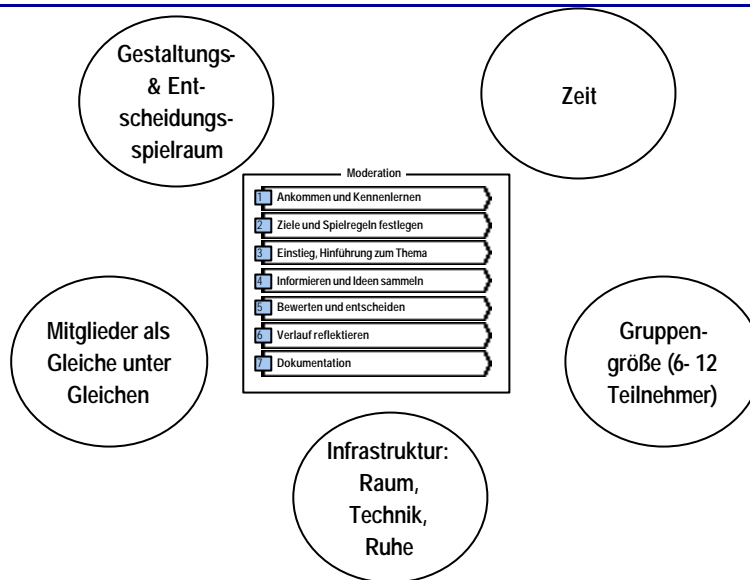 Gestaltungs-
& Ent-
scheidungs-
spielraum
Zeit
Moderation
1 Ankommen und Kennenlernen
2 Ziele und Spielregeln festlegen
3 Einstieg, Hinführung zum Thema
4 Informieren und Ideen sammeln
5 Bewerten und entscheiden
6 Verlauf reflektieren
7 Dokumentation
Mitglieder als
Gleiche unter
Gleichen
Gruppen-
größe (6- 12
Teilnehmer)
Infrastruktur:
Raum,
Technik,
Ruhe